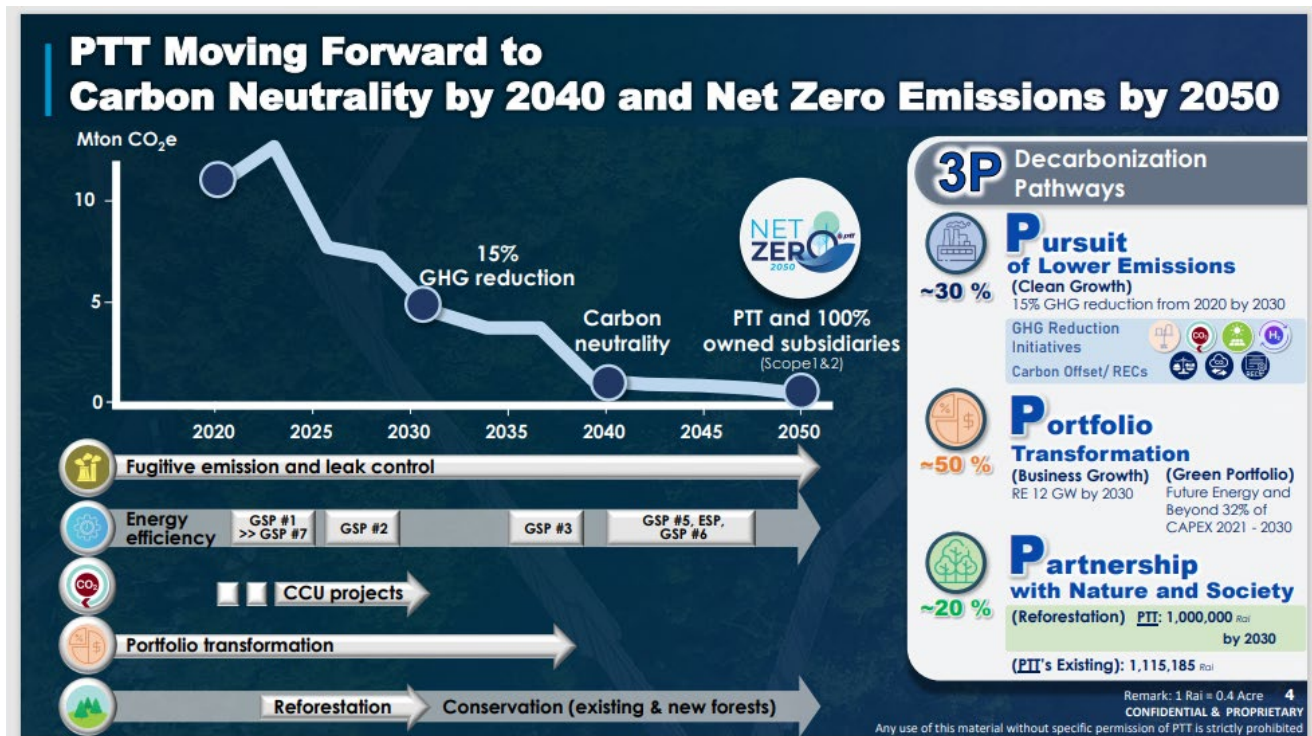 PTT Moving Forward to
Carbon Neutrality by 2040 and Net Zero Emissions by 2050
Mton CO₂e
10
5
0
15%
GHG reduction
Carbon
neutrality
NET
ZERO
ptt
2050
PTT and 100%
owned subsidiaries
(Scope1&2)
2020 2025 2030 2035 2040 2045 2050
Fugitive emission and leak control
Energy
efficiency
GSP #1
>> GSP #7
GSP #2
GSP #3
GSP #5, ESP,
GSP #6
CO₂
CCU projects
% $
Portfolio transformation
Reforestation
Conservation (existing & new forests)
3P Decarbonization
Pathways
~30 %
Pursuit
of Lower Emissions
(Clean Growth)
15% GHG reduction from 2020 by 2030
GHG Reduction
Initiatives
CO₂
H₂
Carbon Offset/ RECs
% $
~50 %
Portfolio
Transformation
(Business Growth)
RE 12 GW by 2030
(Green Portfolio)
Future Energy and
Beyond 32% of
CAPEX 2021 - 2030
~20 %
Partnership
with Nature and Society
(Reforestation) PTT: 1,000,000 Rai
by 2030
(PTT's Existing): 1,115,185 Rai
Remark: 1 Rai = 0.4 Acre 4
CONFIDENTIAL & PROPRIETARY
Any use of this material without specific permission of PTT is strictly prohibited